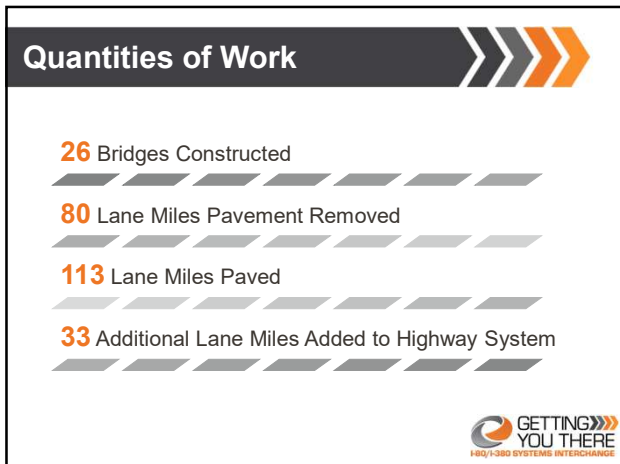 Quantities of Work
26 Bridges Constructed
80 Lane Miles Pavement Removed
113 Lane Miles Paved
33 Additional Lane Miles Added to Highway System
GETTING
YOU THERE
I-80/I-380 SYSTEMS INTERCHANGE